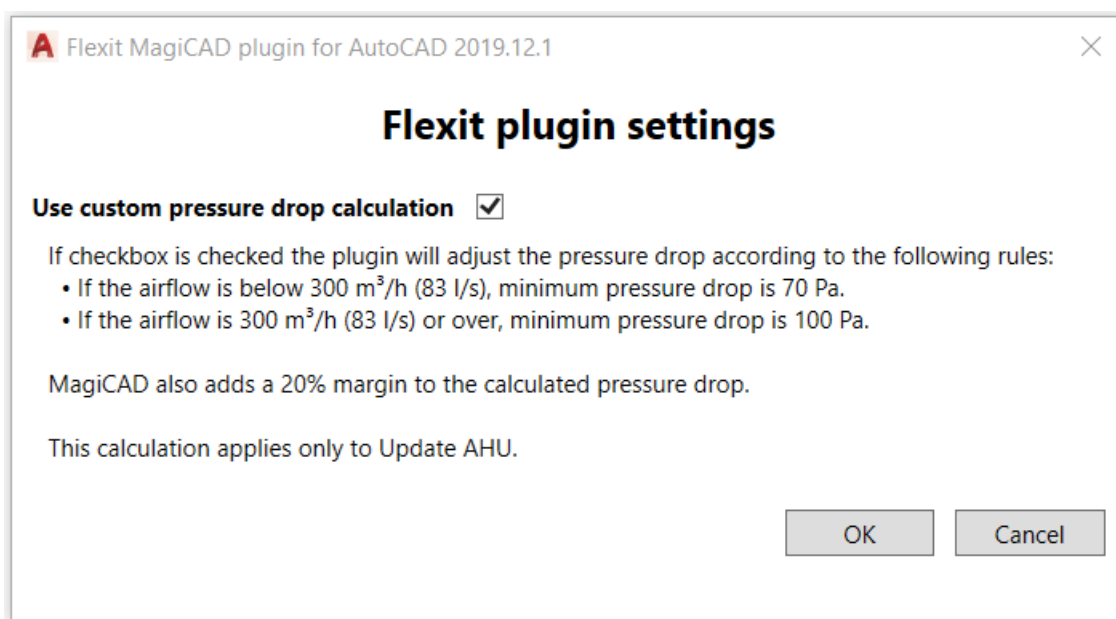 Flexit MagiCAD plugin for AutoCAD 2019.12.1
Flexit plugin settings
Use custom pressure drop calculation
If checkbox is checked the plugin will adjust the pressure drop according to the following rules:
• If the airflow is below 300 m³/h (83 l/s), minimum pressure drop is 70 Pa.
• If the airflow is 300 m³/h (83 l/s) or over, minimum pressure drop is 100 Pa.
MagiCAD also adds a 20% margin to the calculated pressure drop.
This calculation applies only to Update AHU.
OK Cancel